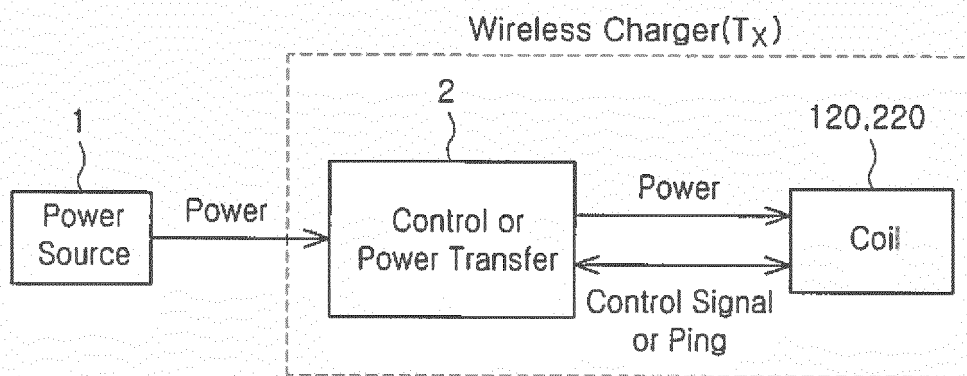 Wireless Charger(TX)
1
2
120,220
Power
Source
Power
Control or
Power Transfer
Power
Control Signal
or Ping
Coil